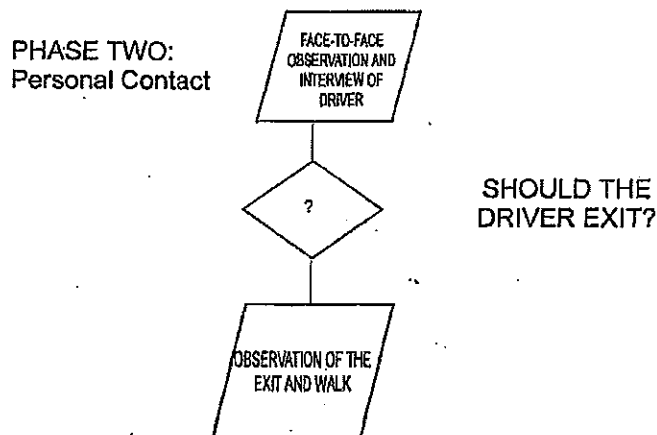 PHASE TWO:
Personal Contact
FACE-TO-FACE
OBSERVATION AND
INTERVIEW OF
DRIVER
?
SHOULD THE
DRIVER EXIT?
OBSERVATION OF THE
EXIT AND WALK